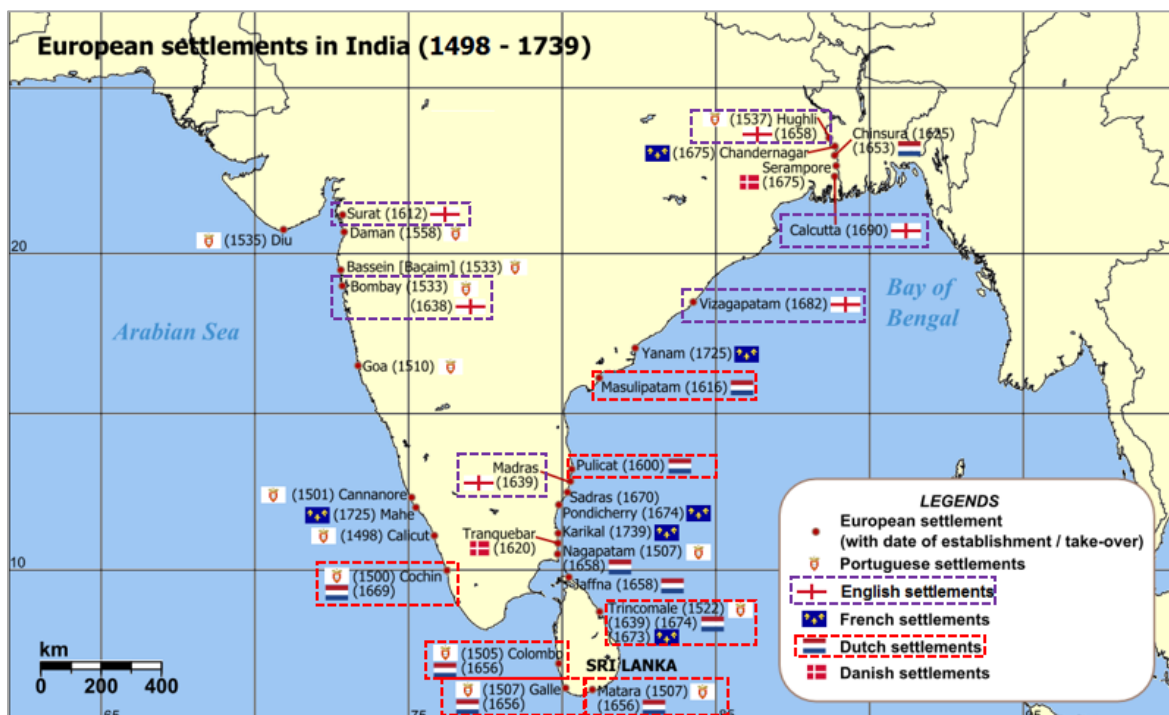 European settlements in India (1498 - 1739)
(1537) Hughli
(1658)
Chinsura (1625)
(1653)
(1675) Chandernagar
Serampore
(1675)
Surat (1612)
Calcutta (1690)
20
(1535) Diu
Daman (1558)
Bassein [Baçaim] (1533)
Bombay (1533)
(1638)
Vizagapatam (1682)
Bay of
Bengal
Arabian Sea
Yanam (1725)
Goa (1510)
Masulipatam (1616)
Madras
(1639)
Pulicat (1600)
(1501) Cannanore
(1725) Mahe
(1498) Calicut
Sadras (1670)
Pondicherry (1674)
Karikal (1739)
Tranquebar
(1620)
Nagapatam (1507)
(1658)
10
(1500) Cochin
(1669)
Jaffna (1658)
Trincomale (1522)
(1639) (1674)
(1673)
(1505) Colombo
(1656)
SRI LANKA
(1507) Galle
(1656)
Matara (1507)
(1656)
km
0 100 200 400
65
75
85
95
LEGENDS
European settlement
(with date of establishment / take-over)
Portuguese settlements
English settlements
French settlements
Dutch settlements
Danish settlements